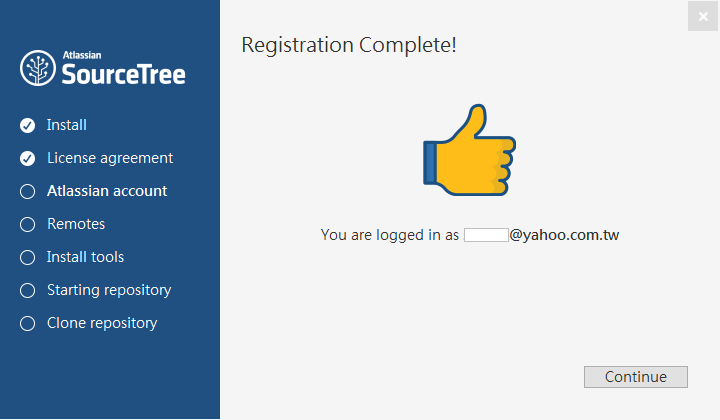 Atlassian
SourceTree
Install
License agreement
Atlassian account
Remotes
Install tools
Starting repository
Clone repository
Registration Complete!
You are logged in as @yahoo.com.tw
Continue